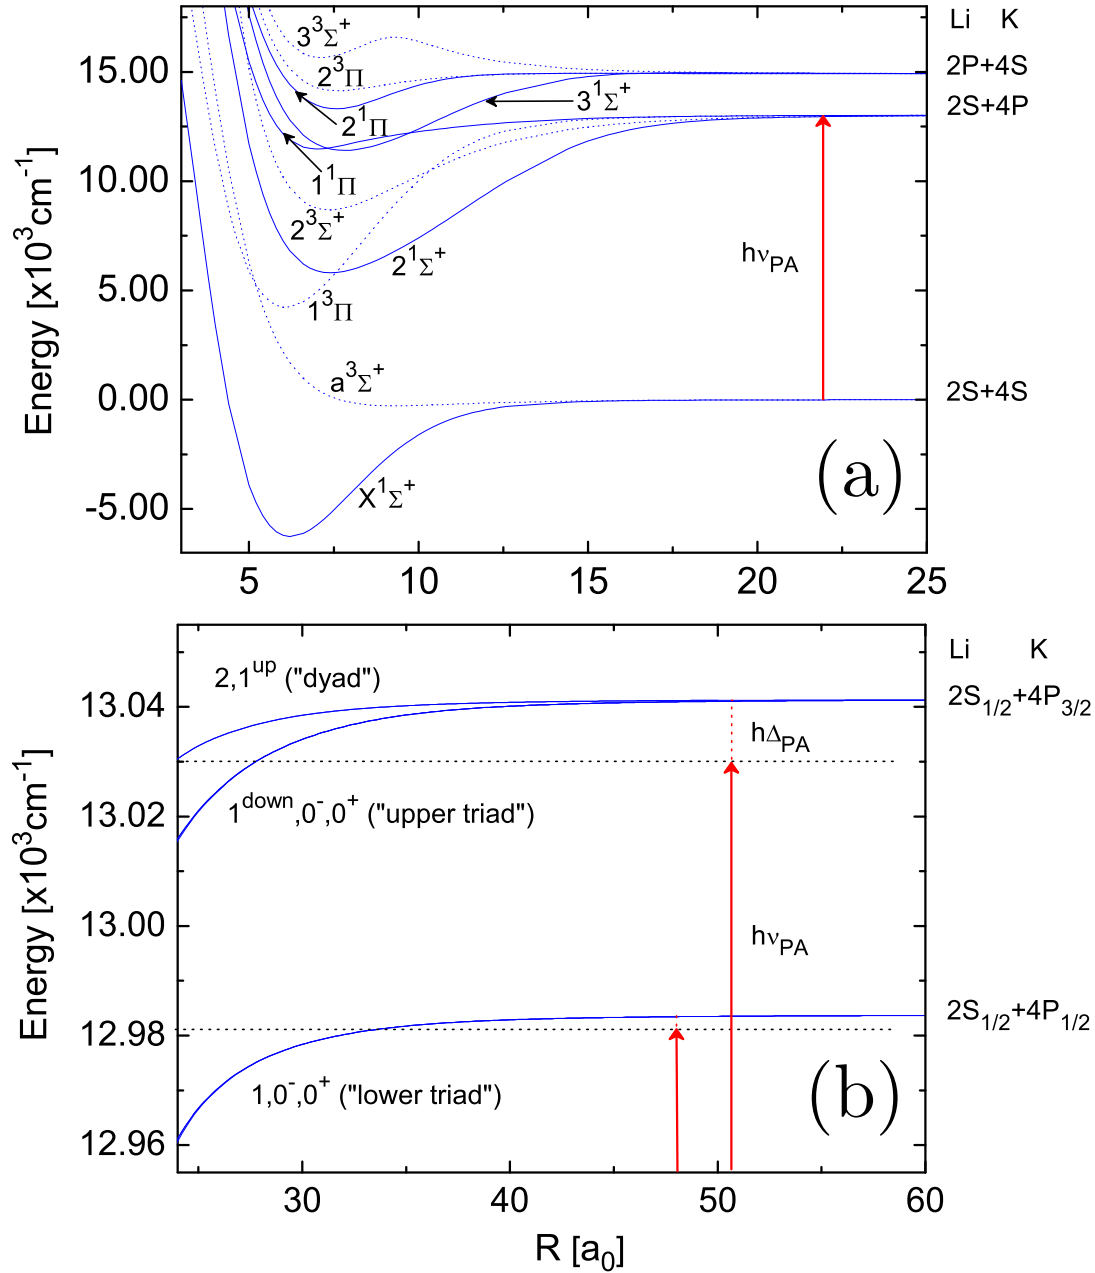 Li K
3³Σ⁺
2P+4S
15.00
2³Π
3¹Σ⁺
2S+4P
2¹Π
1¹Π
10.00
2³Σ⁺
2¹Σ⁺
hν_PA
5.00
1³Π
a³Σ⁺
2S+4S
0.00
X¹Σ⁺
(a)
-5.00
Energy [x10³cm⁻¹]
5 10 15 20 25
Li K
2,1ᵘᵖ ("dyad")
2S_1/2+4P_3/2
13.04
hΔ_PA
1ᵈᵒʷⁿ,0⁻,0⁺ ("upper triad")
13.02
hν_PA
13.00
2S_1/2+4P_1/2
12.98
1,0⁻,0⁺ ("lower triad")
(b)
12.96
Energy [x10³cm⁻¹]
30 40 50 60
R [a₀]